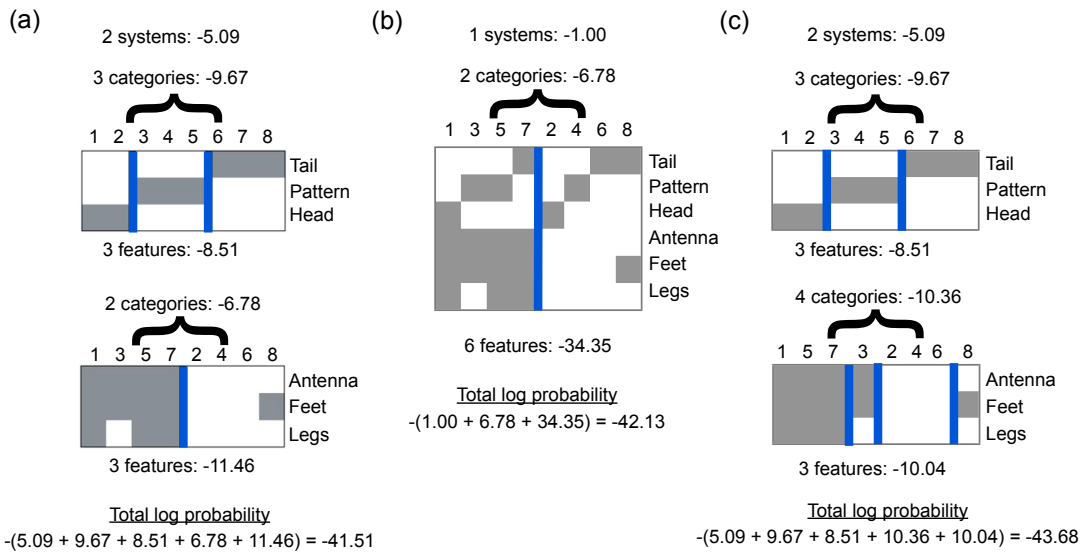 (a)
2 systems: -5.09
3 categories: -9.67
1 2 3 4 5 6 7 8
Tail
Pattern
Head
3 features: -8.51
2 categories: -6.78
1 3 5 7 2 4 6 8
Antenna
Feet
Legs
3 features: -11.46
Total log probability
-(5.09 + 9.67 + 8.51 + 6.78 + 11.46) = -41.51
(b)
1 systems: -1.00
2 categories: -6.78
1 3 5 7 2 4 6 8
Tail
Pattern
Head
Antenna
Feet
Legs
6 features: -34.35
Total log probability
-(1.00 + 6.78 + 34.35) = -42.13
(c)
2 systems: -5.09
3 categories: -9.67
1 2 3 4 5 6 7 8
Tail
Pattern
Head
3 features: -8.51
4 categories: -10.36
1 5 7 3 2 4 6 8
Antenna
Feet
Legs
3 features: -10.04
Total log probability
-(5.09 + 9.67 + 8.51 + 10.36 + 10.04) = -43.68